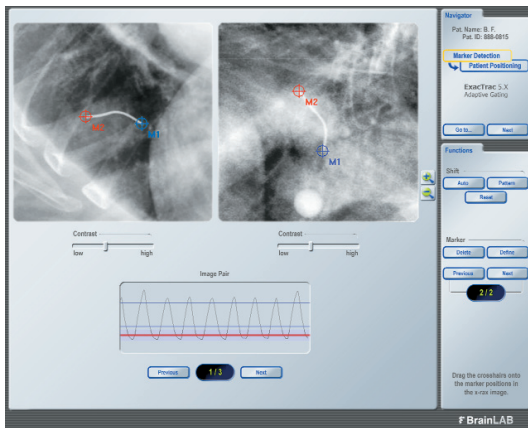 Navigator
Pat. Name: B. F.
Pat. ID: 888-0815
Marker Detection
Patient Positioning
ExacTrac 5.X
Adaptive Gating
Go to...
Next
M2
M1
M2
M1
Contrast
low
high
Contrast
low
high
Image Pair
Previous
1 / 3
Next
Functions
Shift
Auto
Pattern
Reset
Marker
Delete
Define
Previous
Next
2 / 2
Drag the crosshairs onto
the marker positions in
the x-ray image.
BrainLAB